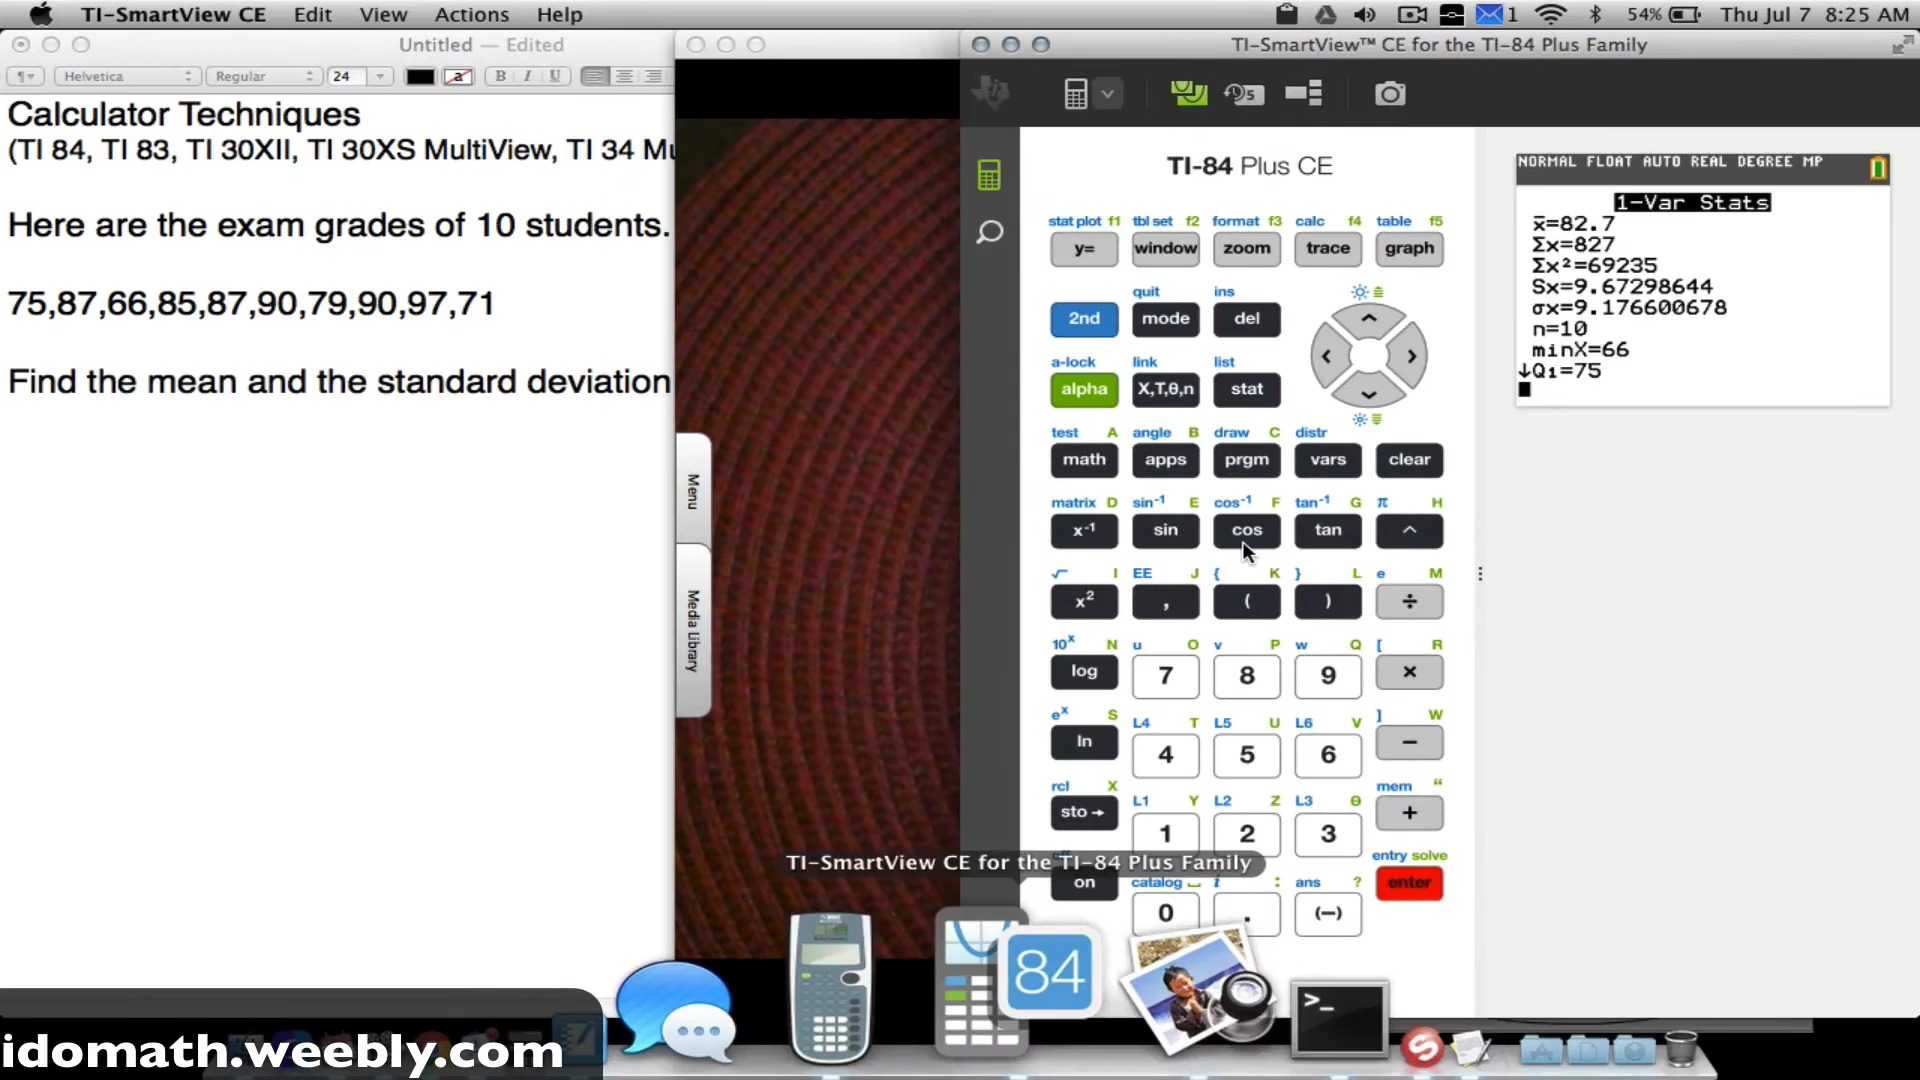 TI-SmartView CE Edit View Actions Help 1 54% Thu Jul 7 8:25 AM
Untitled — Edited
Helvetica Regular 24 a B I U
Calculator Techniques
(TI 84, TI 83, TI 30XII, TI 30XS MultiView, TI 34 Mu
Here are the exam grades of 10 students.
75,87,66,85,87,90,79,90,97,71
Find the mean and the standard deviation
Menu
Media Library
TI-SmartView™ CE for the TI-84 Plus Family
5
TI-84 Plus CE
stat plot f1 tbl set f2 format f3 calc f4 table f5
y= window zoom trace graph
quit ins
2nd mode del
a-lock link list
alpha X,T,θ,n stat
test A angle B draw C distr
math apps prgm vars clear
matrix D sin⁻¹ E cos⁻¹ F tan⁻¹ G π H
x⁻¹ sin cos tan ^
√ I EE J { K } L e M
x² , ( ) ÷
10ˣ N u O v P w Q [ R
log 7 8 9 ×
eˣ S L4 T L5 U L6 V ] W
ln 4 5 6 −
rcl X L1 Y L2 Z L3 θ mem “
sto→ 1 2 3 +
TI-SmartView CE for the TI-84 Plus Family
entry solve
on catalog i : ans ? enter
0 . (−)
NORMAL FLOAT AUTO REAL DEGREE MP
1-Var Stats
x̄=82.7
Σx=827
Σx²=69235
Sx=9.67298644
σx=9.176600678
n=10
minX=66
↓Q₁=75
84
>_
S
idomath.weebly.com